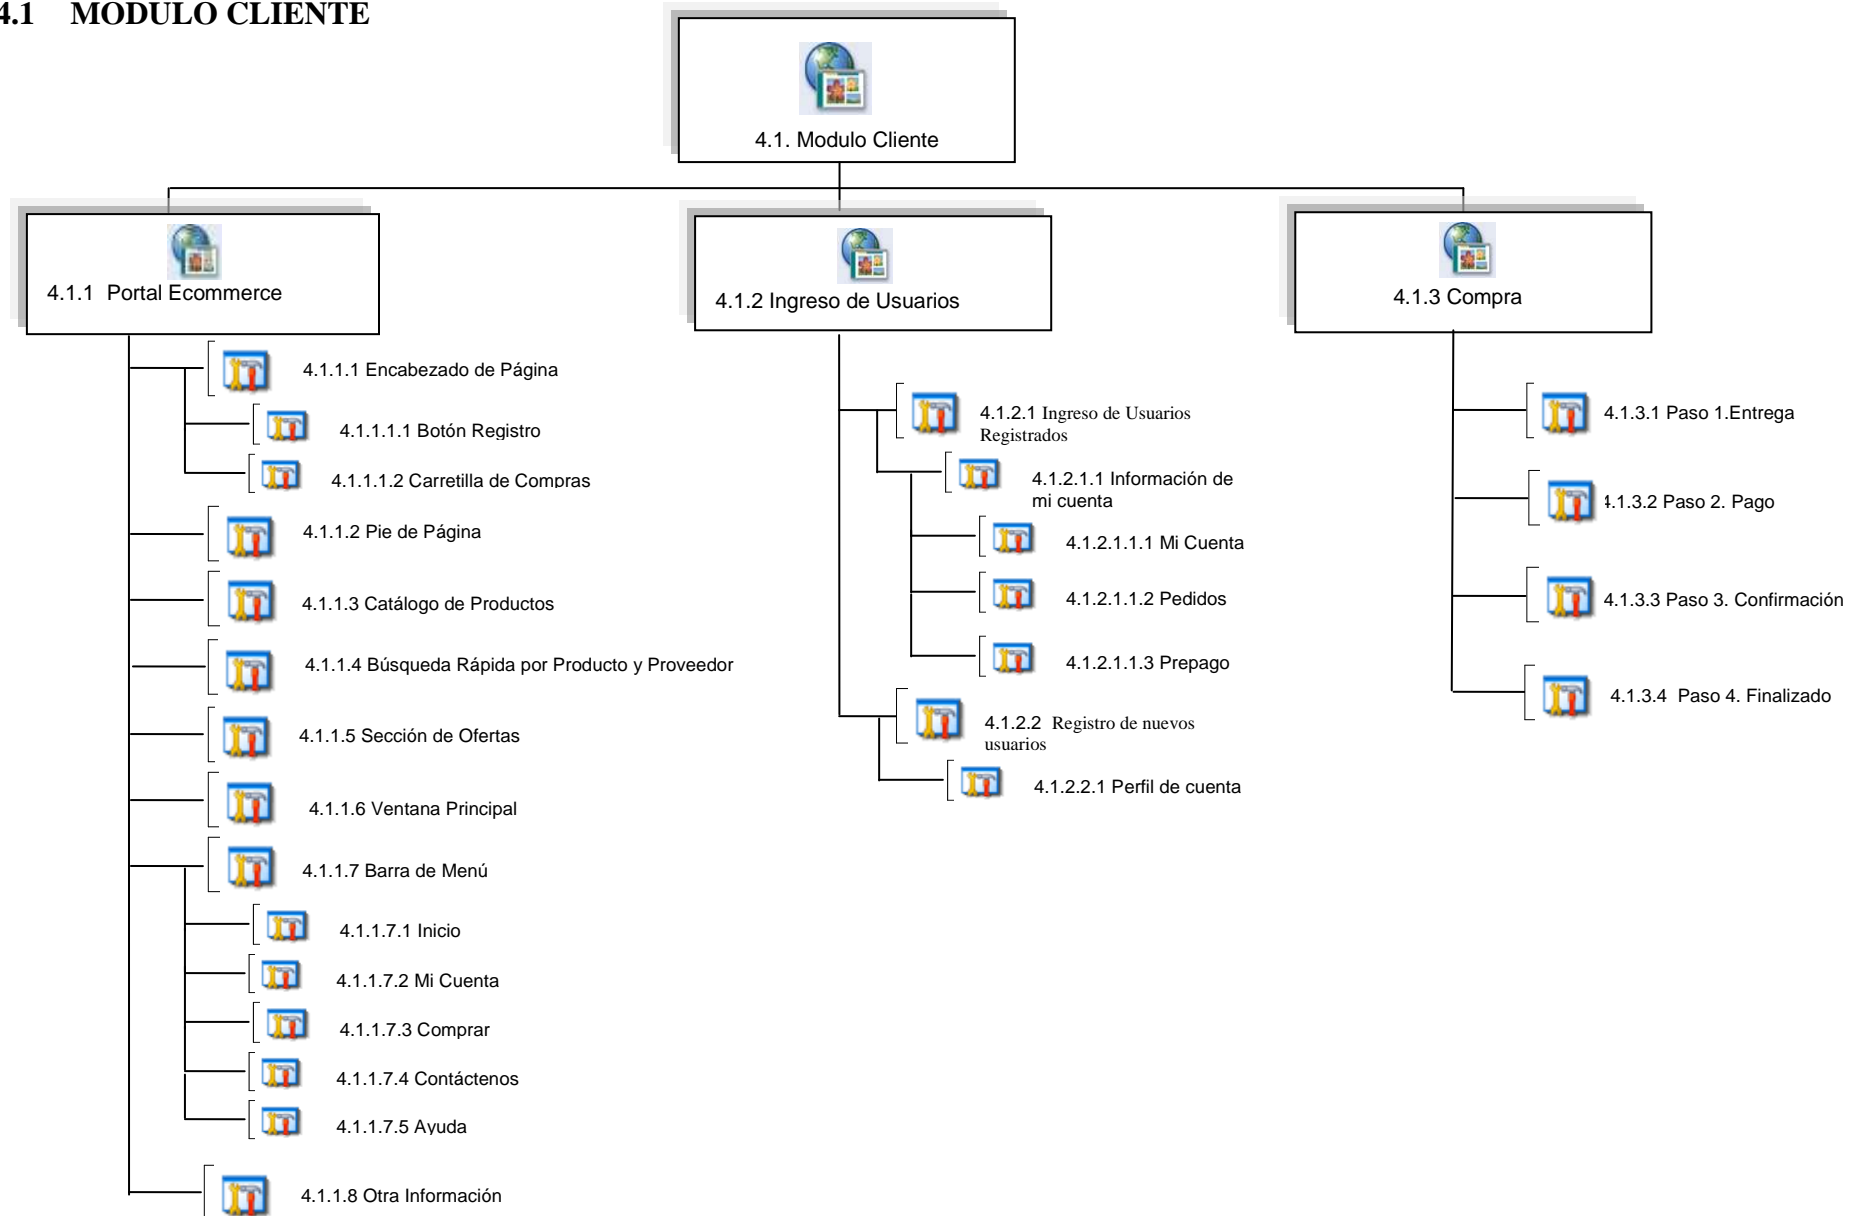 4.1 MODULO CLIENTE
4.1. Modulo Cliente
4.1.1 Portal Ecommerce
4.1.1.1 Encabezado de Página
4.1.1.1.1 Botón Registro
4.1.1.1.2 Carretilla de Compras
4.1.1.2 Pie de Página
4.1.1.3 Catálogo de Productos
4.1.1.4 Búsqueda Rápida por Producto y Proveedor
4.1.1.5 Sección de Ofertas
4.1.1.6 Ventana Principal
4.1.1.7 Barra de Menú
4.1.1.7.1 Inicio
4.1.1.7.2 Mi Cuenta
4.1.1.7.3 Comprar
4.1.1.7.4 Contáctenos
4.1.1.7.5 Ayuda
4.1.1.8 Otra Información
4.1.2 Ingreso de Usuarios
4.1.2.1 Ingreso de Usuarios
Registrados
4.1.2.1.1 Información de
mi cuenta
4.1.2.1.1.1 Mi Cuenta
4.1.2.1.1.2 Pedidos
4.1.2.1.1.3 Prepago
4.1.2.2 Registro de nuevos
usuarios
4.1.2.2.1 Perfil de cuenta
4.1.3 Compra
4.1.3.1 Paso 1.Entrega
4.1.3.2 Paso 2. Pago
4.1.3.3 Paso 3. Confirmación
4.1.3.4 Paso 4. Finalizado